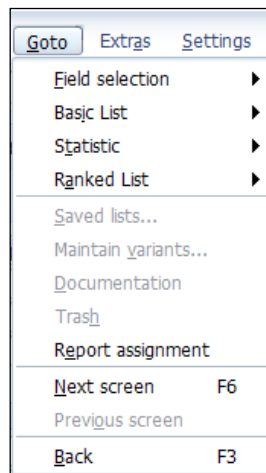 Goto Extras Settings
Field selection
Basic List
Statistic
Ranked List
Saved lists...
Maintain variants...
Documentation
Trash
Report assignment
Next screen F6
Previous screen
Back F3